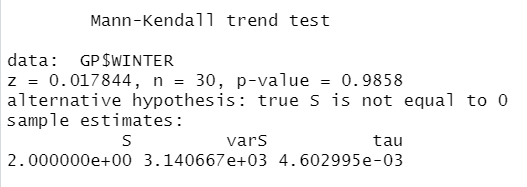 Mann-Kendall trend test
data:  GP$WINTER
z = 0.017844, n = 30, p-value = 0.9858
alternative hypothesis: true S is not equal to 0
sample estimates:
S varS tau
2.000000e+00 3.140667e+03 4.602995e-03